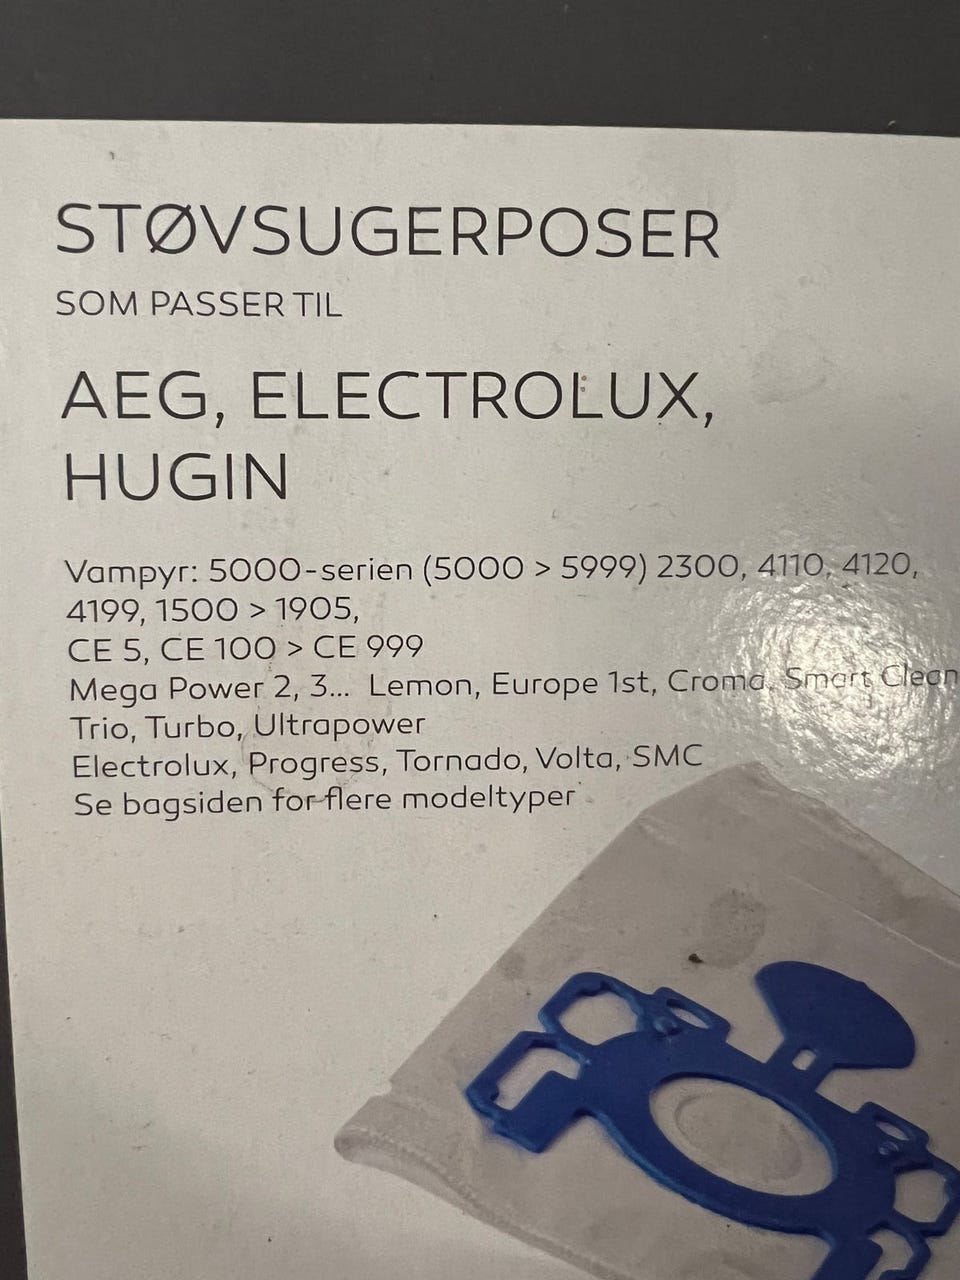 STØVSUGERPOSER
SOM PASSER TIL
AEG, ELECTROLUX,
HUGIN
Vampyr: 5000-serien (5000 > 5999) 2300, 4110, 4120,
4199, 1500 > 1905,
CE 5, CE 100 > CE 999
Mega Power 2, 3... Lemon, Europe 1st, Croma, Smart Clean
Trio, Turbo, Ultrapower
Electrolux, Progress, Tornado, Volta, SMC
Se bagsiden for flere modeltyper